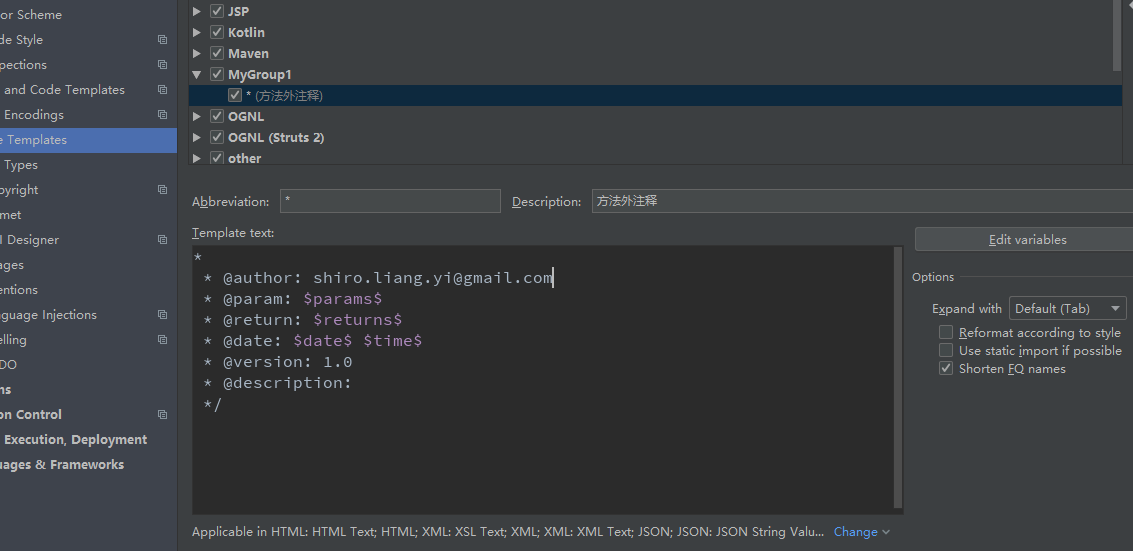 or Scheme
de Style
pections
and Code Templates
Encodings
e Templates
Types
pyright
met
I Designer
ages
entions
nguage Injections
elling
DO
ns
on Control
Execution, Deployment
uages & Frameworks
JSP
Kotlin
Maven
MyGroup1
* (方法外注释)
OGNL
OGNL (Struts 2)
other
Abbreviation: * Description: 方法外注释
Template text:
*
* @author: shiro.liang.yi@gmail.com
* @param: $params$
* @return: $returns$
* @date: $date$ $time$
* @version: 1.0
* @description:
*/
Edit variables
Options
Expand with Default (Tab)
Reformat according to style
Use static import if possible
Shorten FQ names
Applicable in HTML: HTML Text; HTML; XML: XSL Text; XML; XML: XML Text; JSON; JSON: JSON String Valu... Change